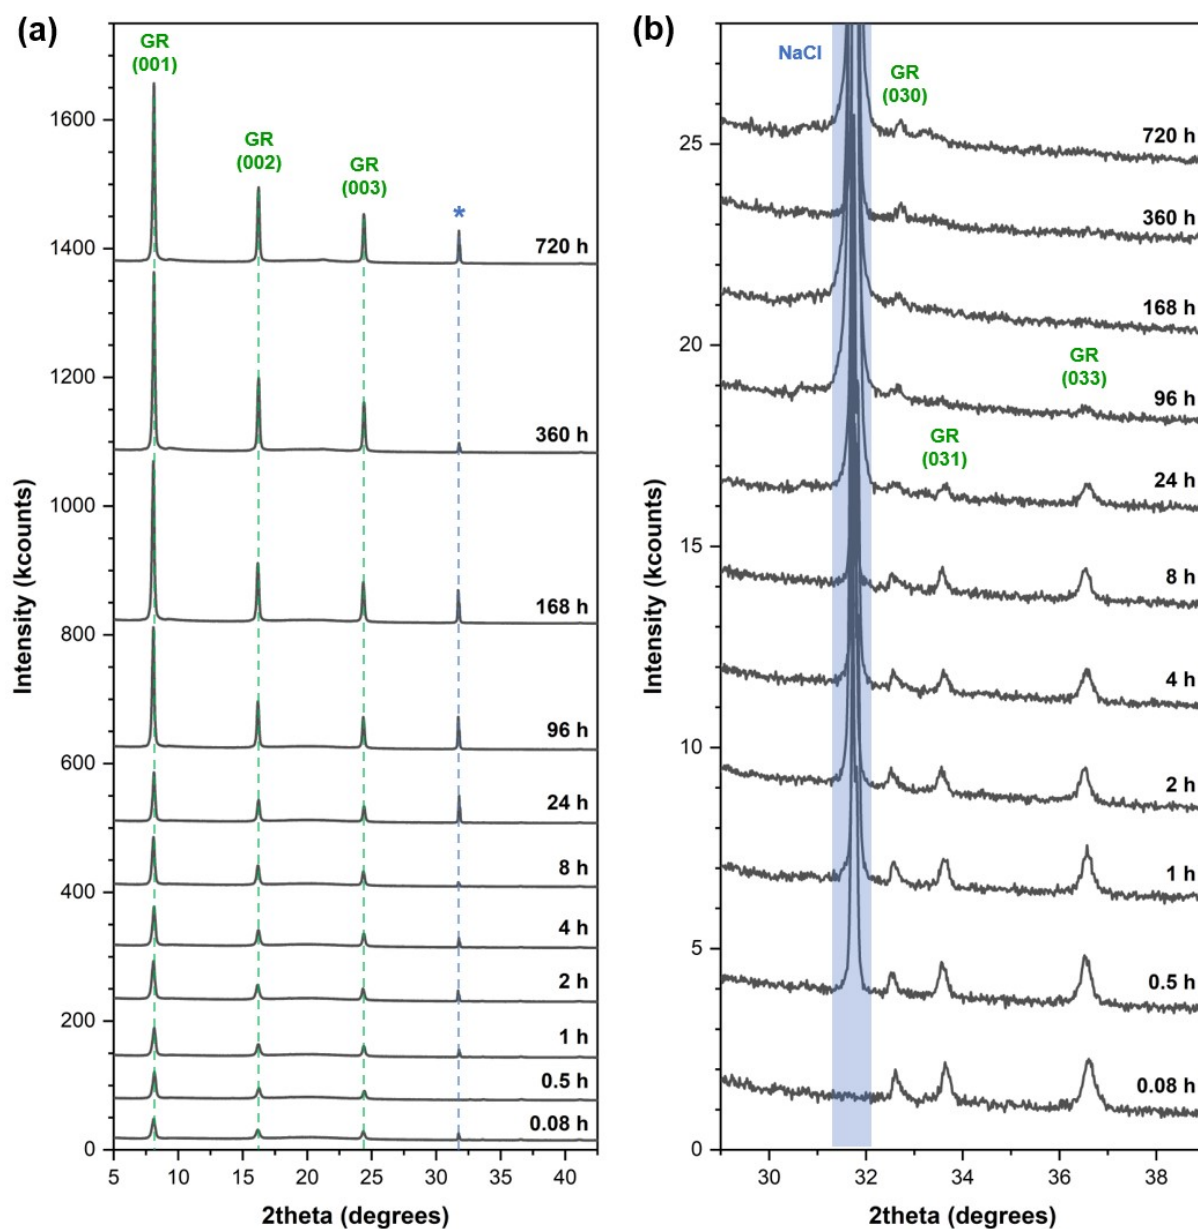 (a)
GR
(001)
GR
(002)
GR
(003)
*
720 h
360 h
168 h
96 h
24 h
8 h
4 h
2 h
1 h
0.5 h
0.08 h
1600
1400
1200
1000
800
600
400
200
0
Intensity (kcounts)
5 10 15 20 25 30 35 40
2theta (degrees)
(b)
NaCl
GR
(030)
720 h
360 h
168 h
GR
(033)
96 h
GR
(031)
24 h
8 h
4 h
2 h
1 h
0.5 h
0.08 h
25
20
15
10
5
0
Intensity (kcounts)
30 32 34 36 38
2theta (degrees)